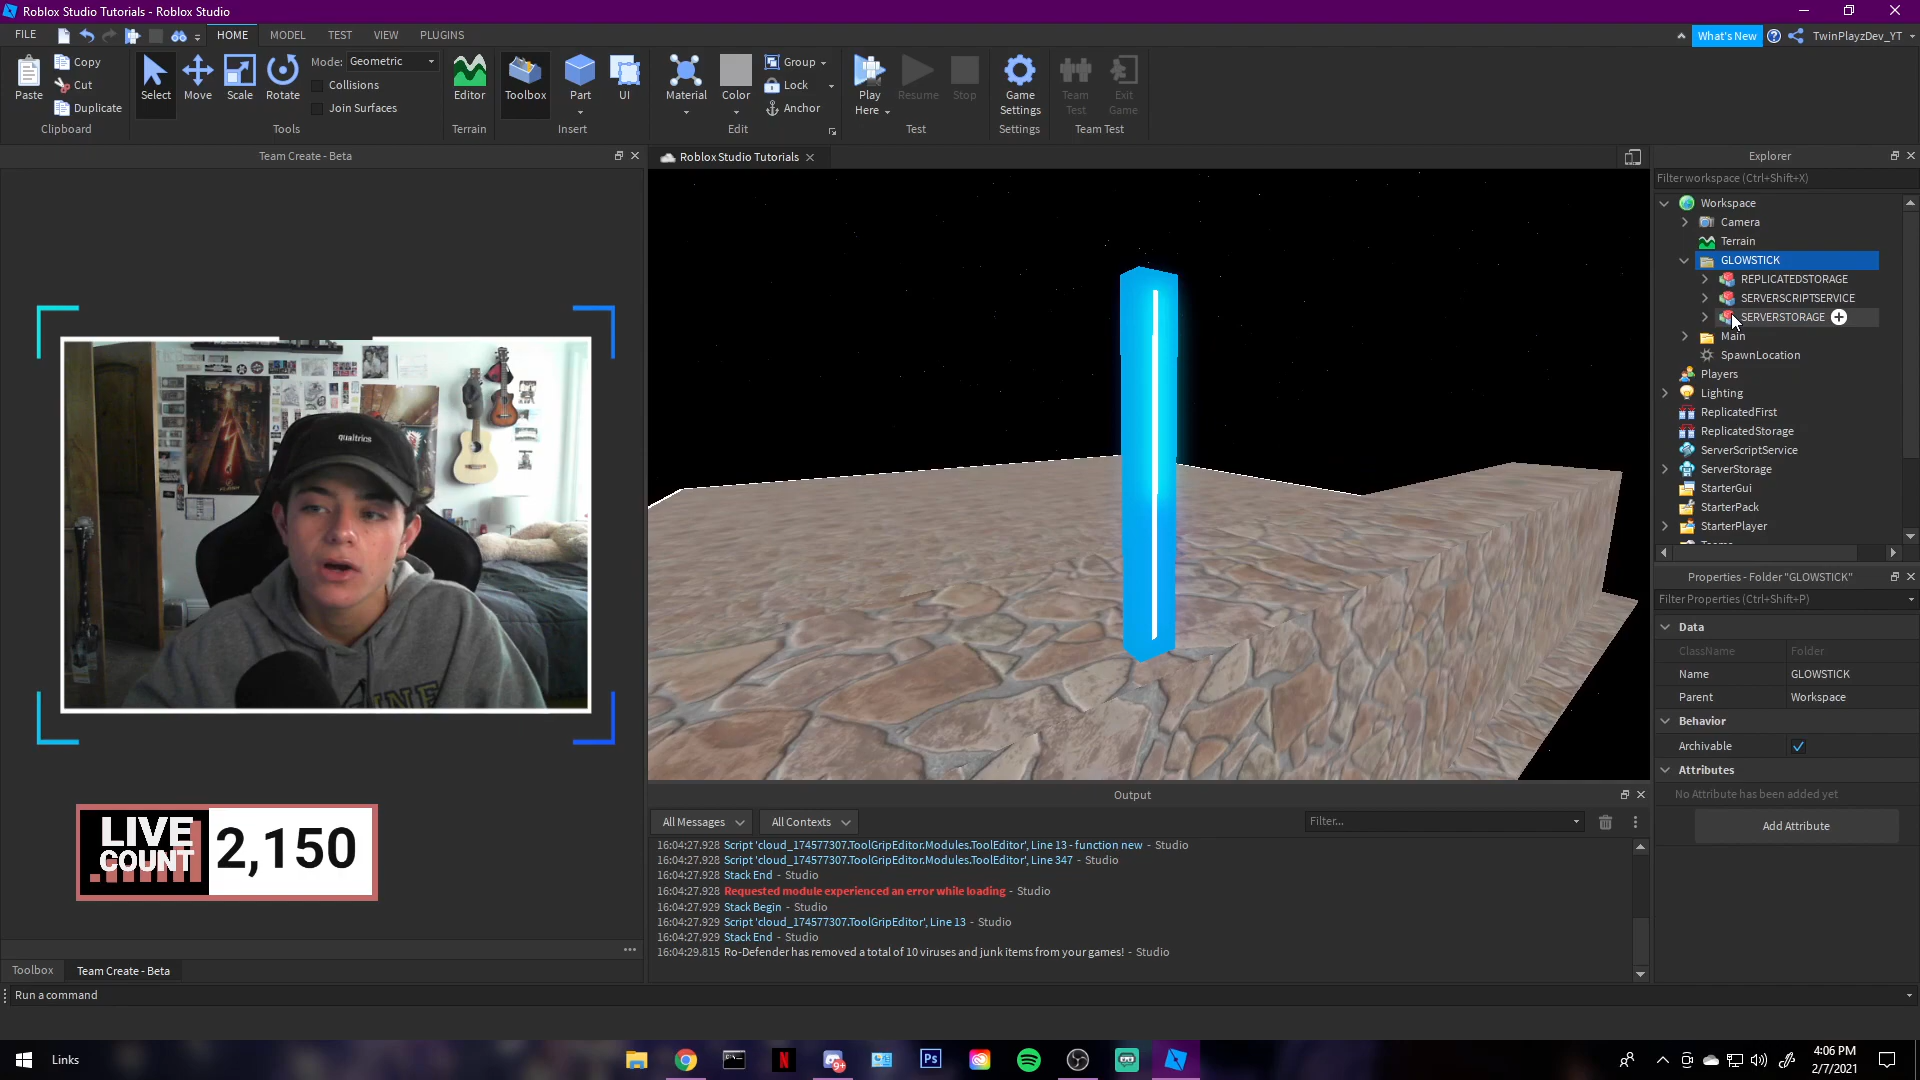 Roblox Studio Tutorials - Roblox Studio
FILE
HOME
MODEL
TEST
VIEW
PLUGINS
What's New
TwinPlayzDev_YT
Paste
Copy
Cut
Duplicate
Clipboard
Select
Move
Scale
Rotate
Mode: Geometric
Collisions
Join Surfaces
Tools
Editor
Terrain
Toolbox
Part
UI
Insert
Material
Color
Group
Lock
Anchor
Edit
Play Here
Resume
Stop
Test
Game Settings
Settings
Team Test
Exit Game
Team Test
Team Create - Beta
Roblox Studio Tutorials
Explorer
Filter workspace (Ctrl+Shift+X)
Workspace
Camera
Terrain
GLOWSTICK
REPLICATEDSTORAGE
SERVERSCRIPTSERVICE
SERVERSTORAGE
Main
SpawnLocation
Players
Lighting
ReplicatedFirst
ReplicatedStorage
ServerScriptService
ServerStorage
StarterGui
StarterPack
StarterPlayer
Properties - Folder "GLOWSTICK"
Filter Properties (Ctrl+Shift+P)
Data
ClassName Folder
Name GLOWSTICK
Parent Workspace
Behavior
Archivable
Attributes
No Attribute has been added yet
Add Attribute
qualtrics
LIVE COUNT
2,150
Output
All Messages
All Contexts
Filter...
16:04:27.928 Script 'cloud_174577307.ToolGripEditor.Modules.ToolEditor', Line 13 - function new - Studio
16:04:27.928 Script 'cloud_174577307.ToolGripEditor.Modules.ToolEditor', Line 347 - Studio
16:04:27.928 Stack End - Studio
16:04:27.928 Requested module experienced an error while loading - Studio
16:04:27.929 Stack Begin - Studio
16:04:27.929 Script 'cloud_174577307.ToolGripEditor', Line 13 - Studio
16:04:27.929 Stack End - Studio
16:04:29.815 Ro-Defender has removed a total of 10 viruses and junk items from your games! - Studio
Toolbox
Team Create - Beta
Run a command
Links
9+
Ps
4:06 PM
2/7/2021